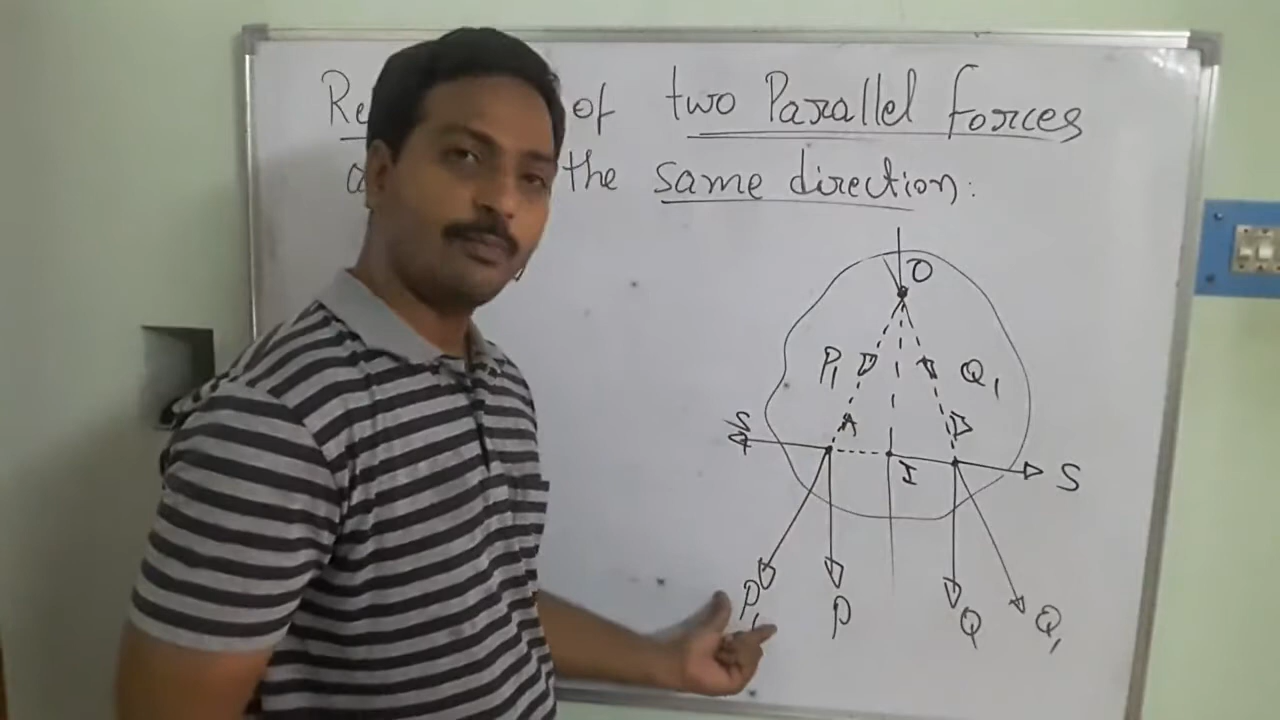 Re of two Parallel forces
the same direction:
O
P₁ Q₁
A
S
I S
P₁ P Q Q₁